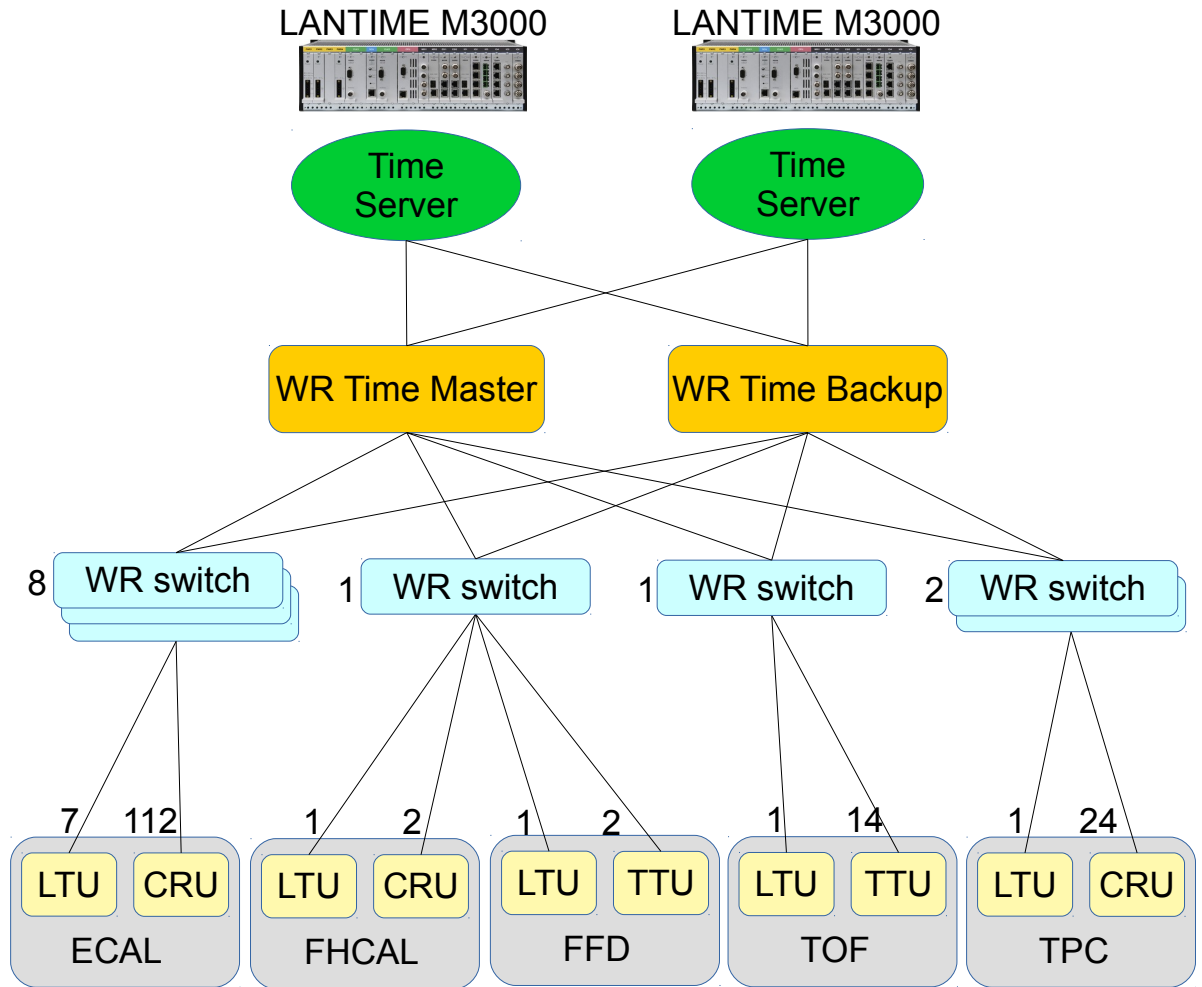 LANTIME M3000
LANTIME M3000
Time
Server
Time
Server
WR Time Master
WR Time Backup
8
WR switch
1
WR switch
1
WR switch
2
WR switch
7
112
1
2
1
2
1
14
1
24
LTU
CRU
LTU
CRU
LTU
TTU
LTU
TTU
LTU
CRU
ECAL
FHCAL
FFD
TOF
TPC